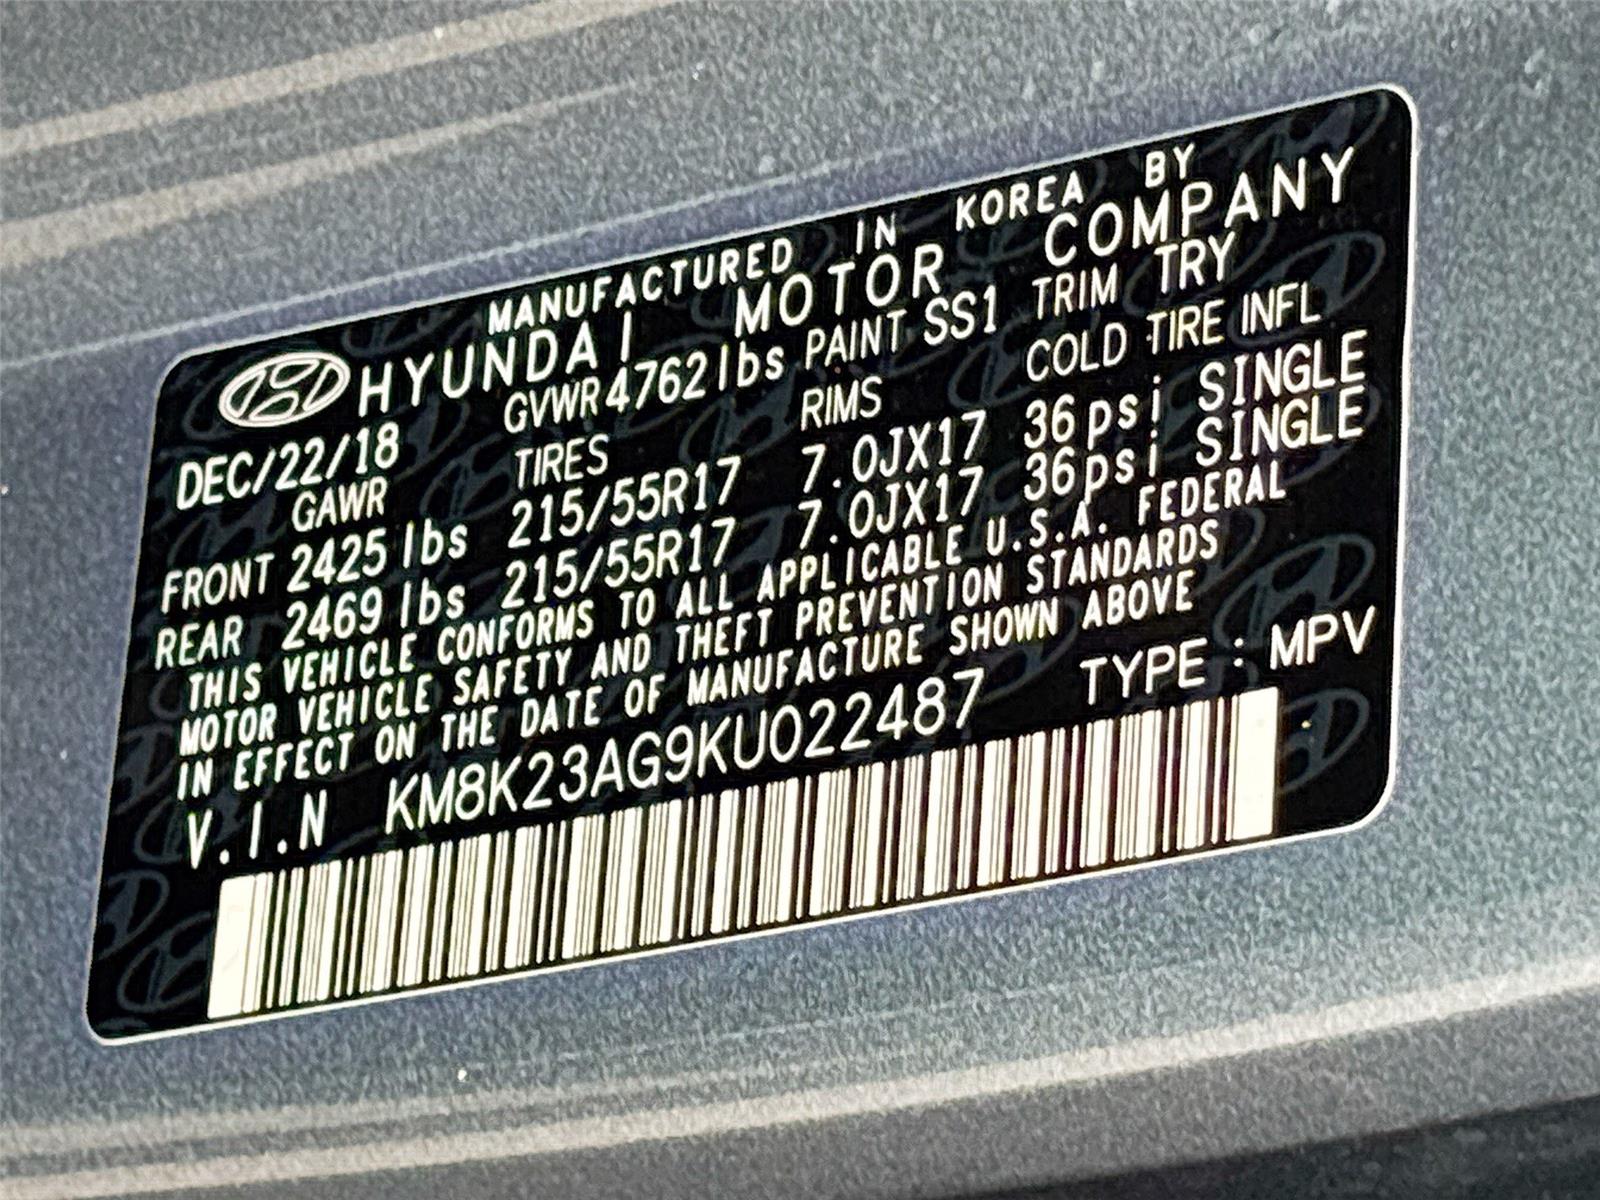 MANUFACTURED IN KOREA BY
HYUNDAI MOTOR COMPANY
DEC/22/18 GVWR 4762 lbs PAINT SS1 TRIM TRY
GAWR TIRES RIMS COLD TIRE INFL
FRONT 2425 lbs 215/55R17 7.0JX17 36psi SINGLE
REAR 2469 lbs 215/55R17 7.0JX17 36psi SINGLE
THIS VEHICLE CONFORMS TO ALL APPLICABLE U.S.A. FEDERAL
MOTOR VEHICLE SAFETY AND THEFT PREVENTION STANDARDS
IN EFFECT ON THE DATE OF MANUFACTURE SHOWN ABOVE
V.I.N KM8K23AG9KU022487 TYPE : MPV